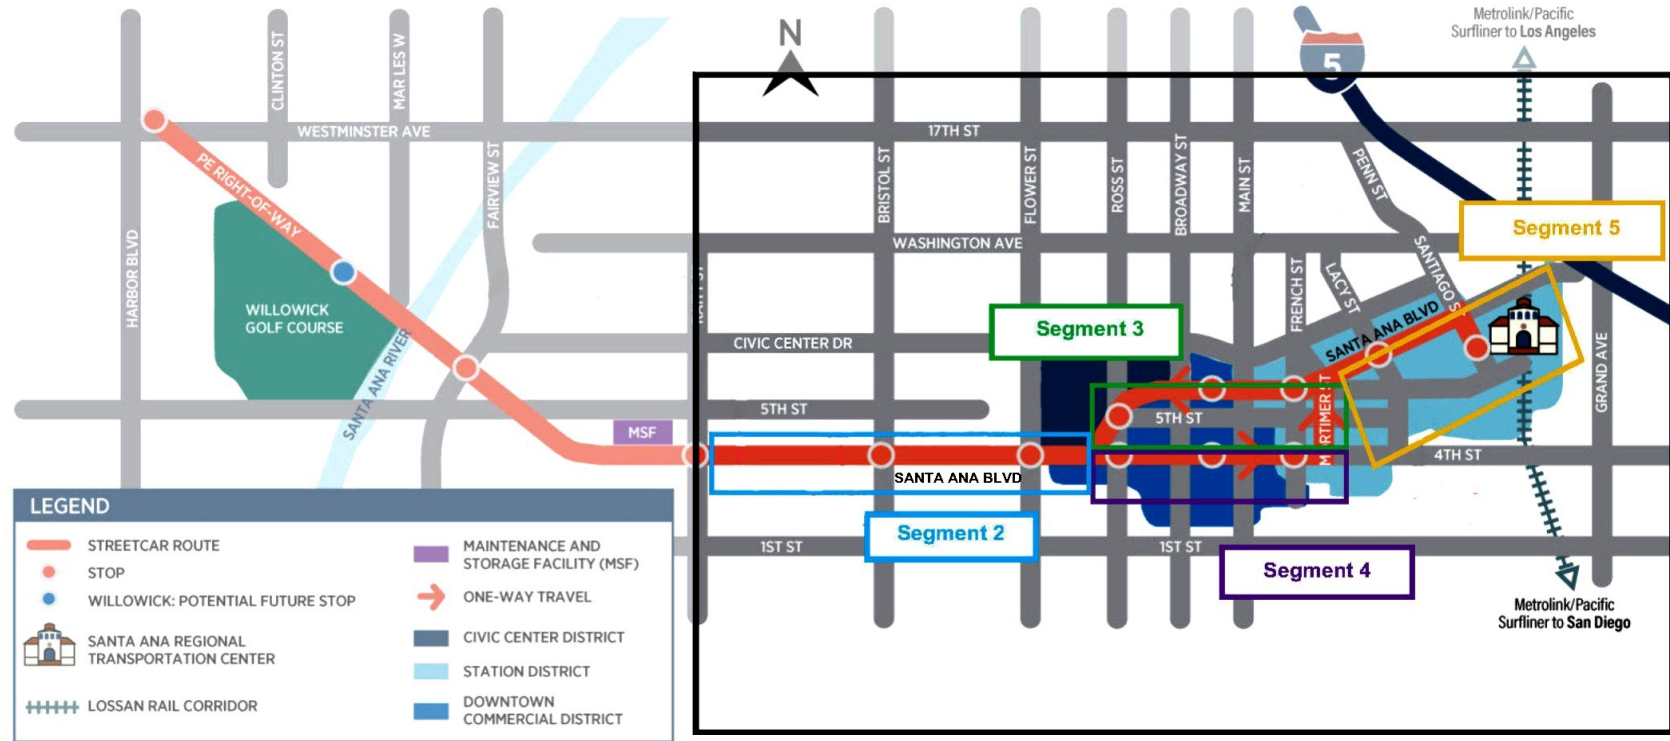 Metrolink/Pacific
Surfliner to Los Angeles
N
5
CLINTON ST
WESTMINSTER AVE
17TH ST
PE RIGHT-OF-WAY
FAIRVIEW ST
HARBOR BLVD
BRISTOL ST
FLOWER ST
ROSS ST
BROADWAY ST
MAIN ST
PENN ST
Segment 5
WASHINGTON AVE
SANTIAGO ST
FRENCH ST
LACY ST
WILLOWICK
GOLF COURSE
SANTA ANA RIVER
Segment 3
CIVIC CENTER DR
SANTA ANA BLVD
GRAND AVE
5TH ST
5TH ST
MORTIMER ST
MSF
4TH ST
SANTA ANA BLVD
Segment 2
1ST ST
1ST ST
Segment 4
Metrolink/Pacific
Surfliner to San Diego
LEGEND
STREETCAR ROUTE
STOP
WILLOWICK: POTENTIAL FUTURE STOP
SANTA ANA REGIONAL
TRANSPORTATION CENTER
LOSSAN RAIL CORRIDOR
MAINTENANCE AND
STORAGE FACILITY (MSF)
ONE-WAY TRAVEL
CIVIC CENTER DISTRICT
STATION DISTRICT
DOWNTOWN
COMMERCIAL DISTRICT